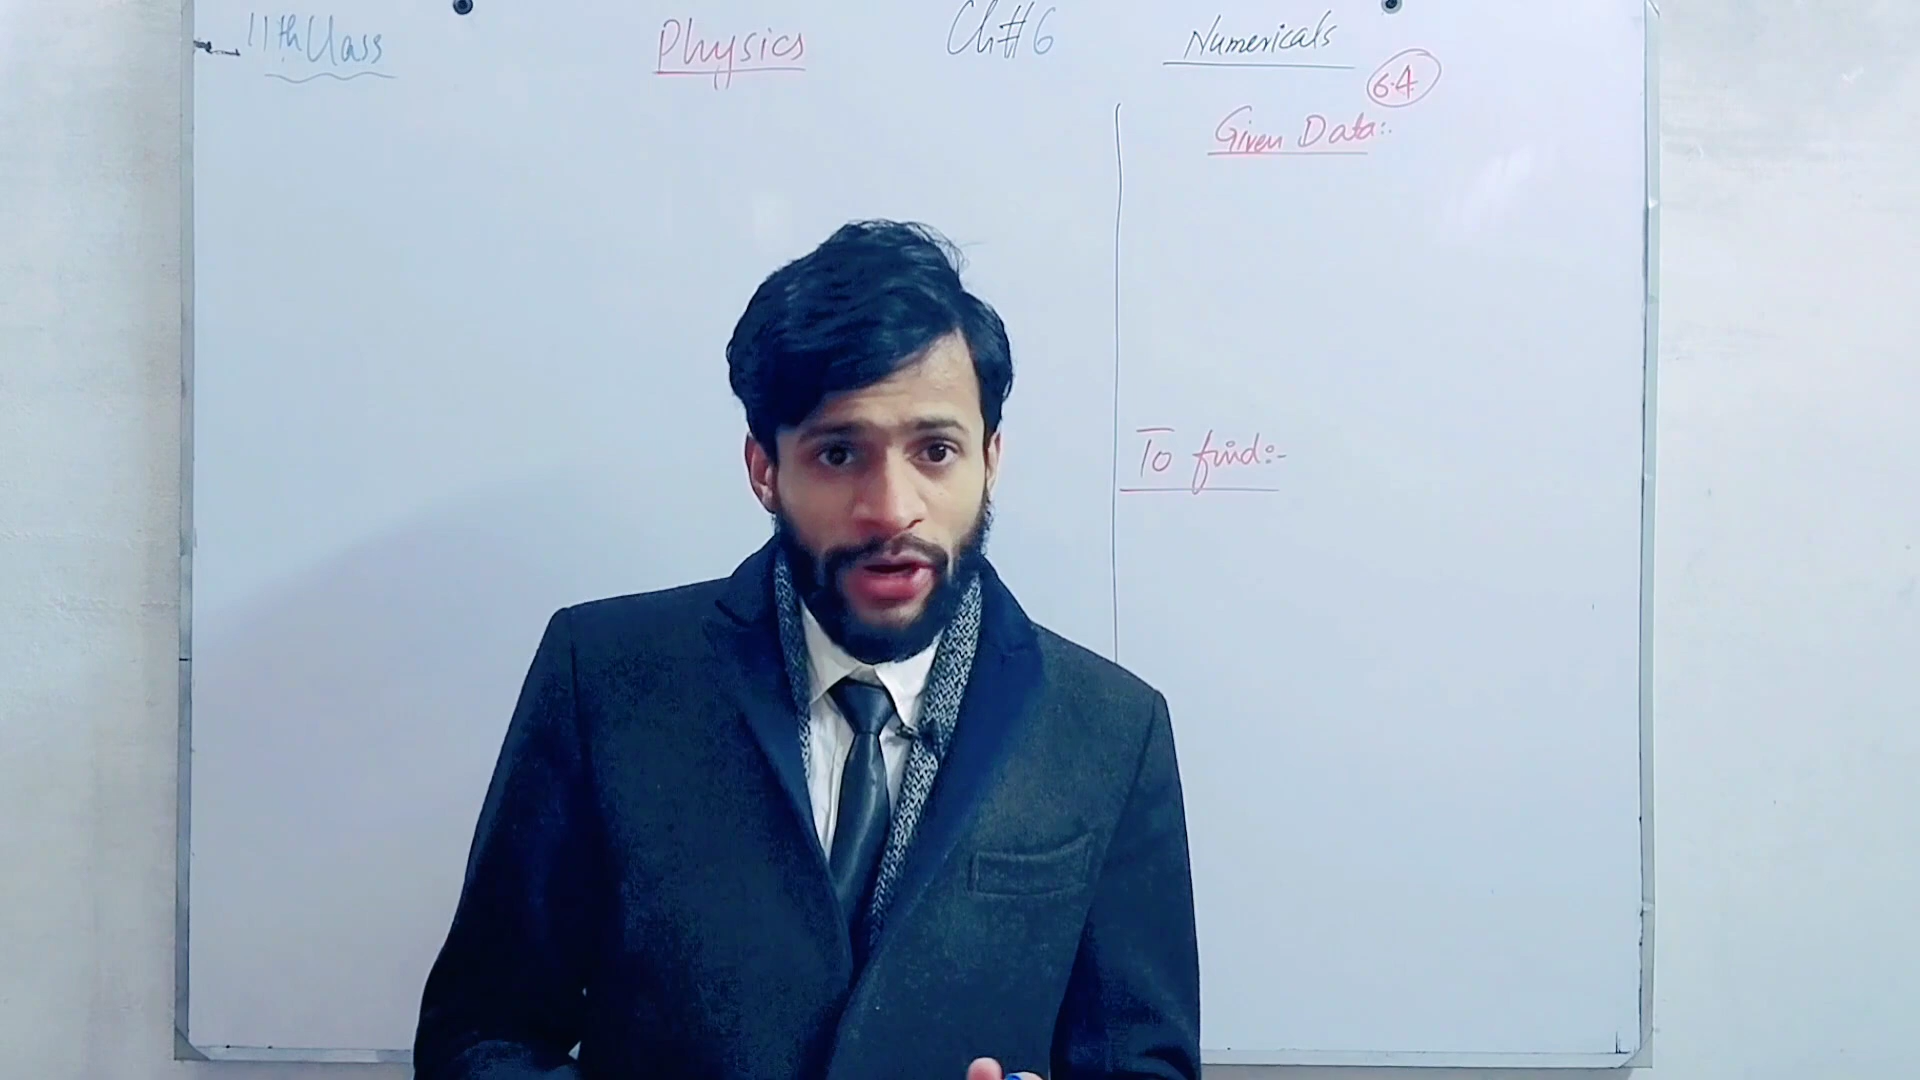 11th Class Physics Ch#6 Numericals
6.4
Given Data:.
To find:-